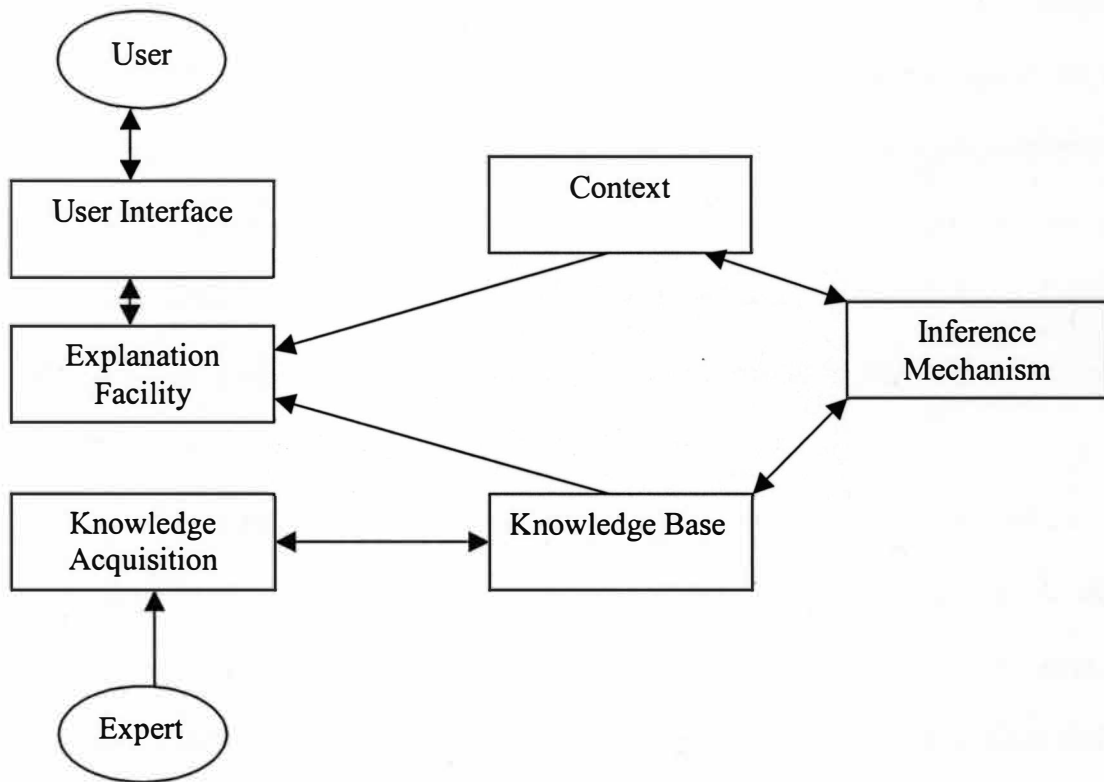 User
User Interface
Context
Explanation
Facility
Inference
Mechanism
Knowledge
Acquisition
Knowledge Base
Expert